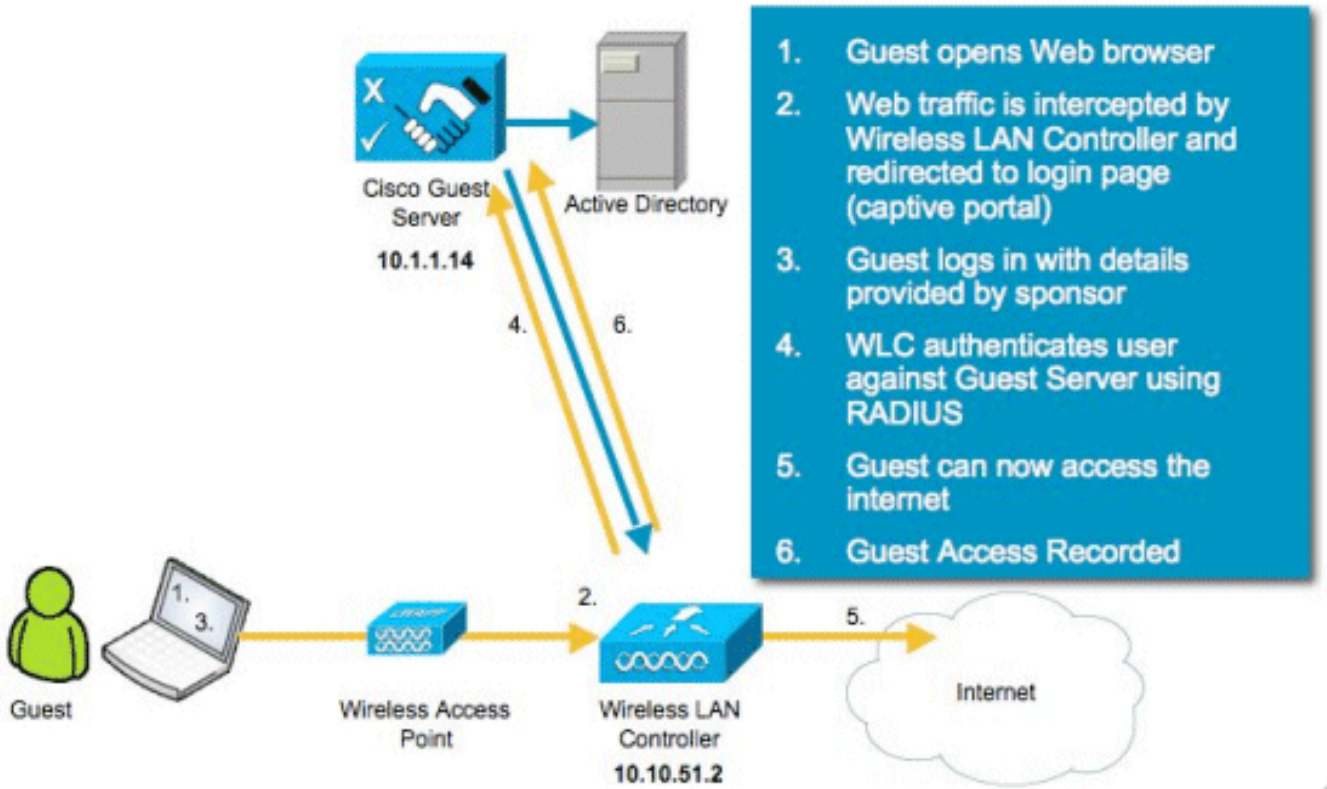 Cisco Guest
Server
10.1.1.14
Active Directory
4.
6.
1. Guest opens Web browser
2. Web traffic is intercepted by
Wireless LAN Controller and
redirected to login page
(captive portal)
3. Guest logs in with details
provided by sponsor
4. WLC authenticates user
against Guest Server using
RADIUS
5. Guest can now access the
internet
6. Guest Access Recorded
1.
3.
2.
5.
Guest
Wireless Access
Point
Wireless LAN
Controller
10.10.51.2
Internet